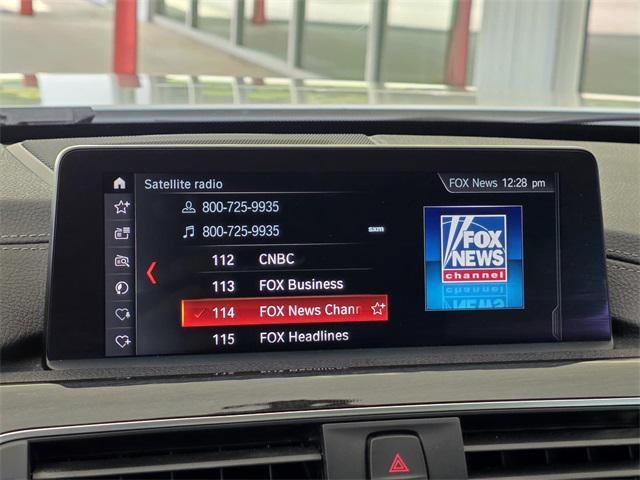 Satellite radio
FOX News 12:28 pm
800-725-9935
800-725-9935
sxm
112 CNBC
113 FOX Business
114 FOX News Chann
115 FOX Headlines
FOX
NEWS
channel